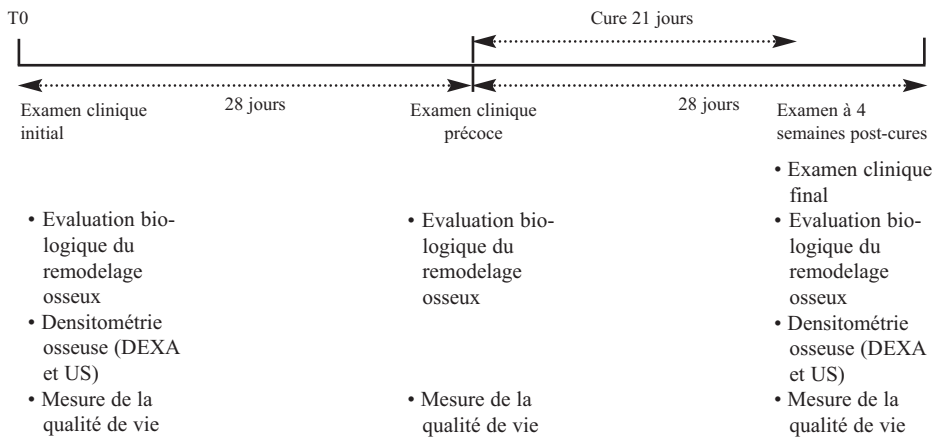 T0
Cure 21 jours
28 jours
28 jours
Examen clinique
initial
Examen clinique
précoce
Examen à 4
semaines post-cures
• Evaluation bio-
logique du
remodelage
osseux
• Densitométrie
osseuse (DEXA
et US)
• Mesure de la
qualité de vie
• Evaluation bio-
logique du
remodelage
osseux
• Mesure de la
qualité de vie
• Examen clinique
final
• Evaluation bio-
logique du
remodelage
osseux
• Densitométrie
osseuse (DEXA
et US)
• Mesure de la
qualité de vie